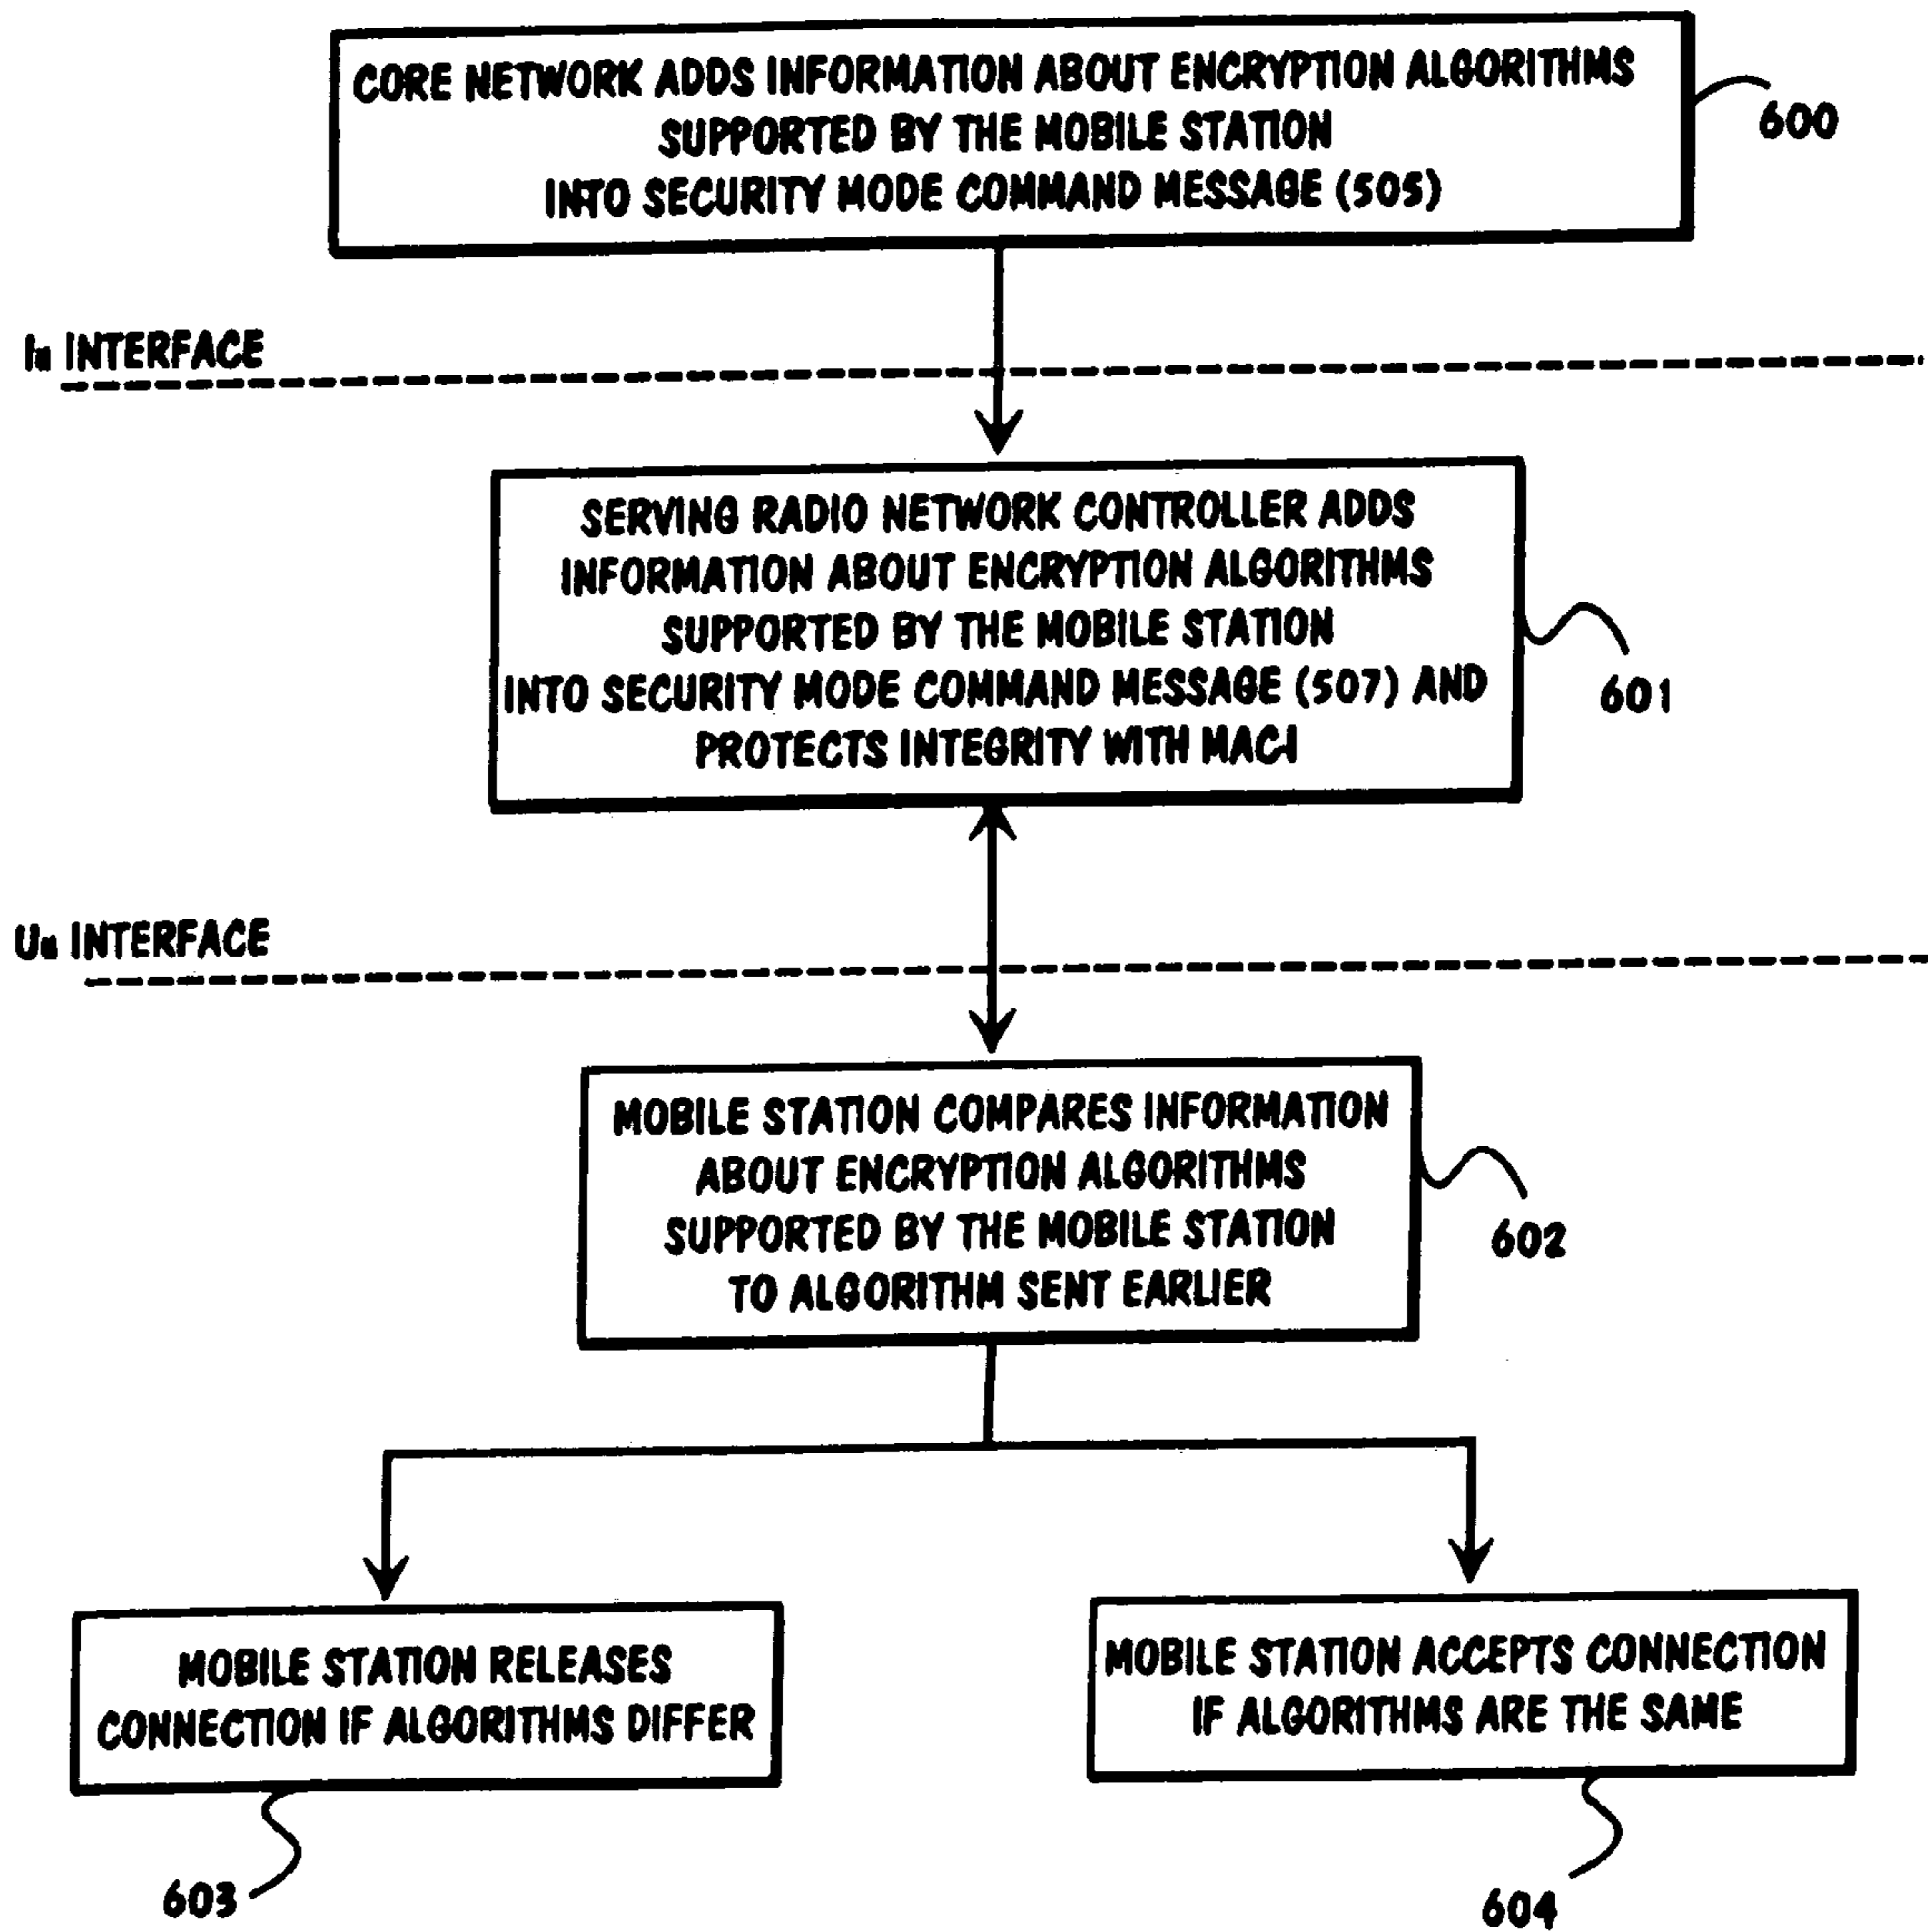 CORE NETWORK ADDS INFORMATION ABOUT ENCRYPTION ALGORITHMS
SUPPORTED BY THE MOBILE STATION
INTO SECURITY MODE COMMAND MESSAGE (505)
600
Iu INTERFACE
SERVING RADIO NETWORK CONTROLLER ADDS
INFORMATION ABOUT ENCRYPTION ALGORITHMS
SUPPORTED BY THE MOBILE STATION
INTO SECURITY MODE COMMAND MESSAGE (507) AND
PROTECTS INTEGRITY WITH MAC-I
601
Uu INTERFACE
MOBILE STATION COMPARES INFORMATION
ABOUT ENCRYPTION ALGORITHMS
SUPPORTED BY THE MOBILE STATION
TO ALGORITHM SENT EARLIER
602
MOBILE STATION RELEASES
CONNECTION IF ALGORITHMS DIFFER
MOBILE STATION ACCEPTS CONNECTION
IF ALGORITHMS ARE THE SAME
603
604